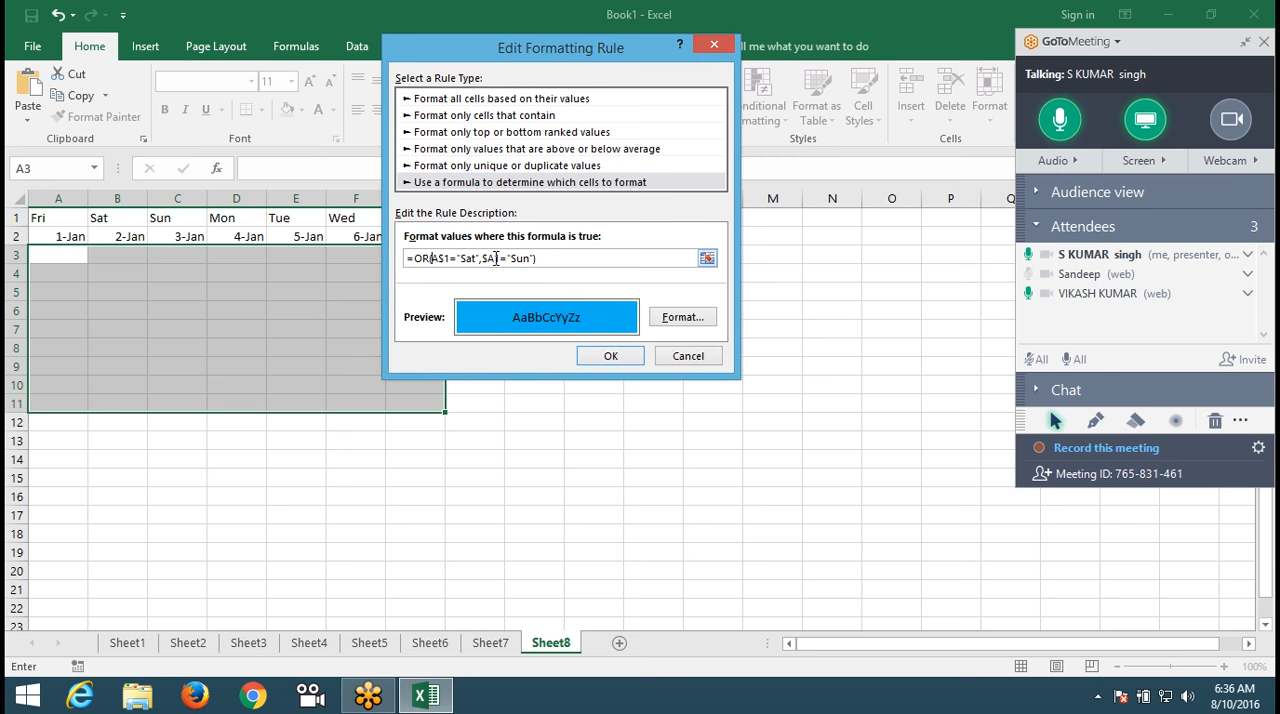 Book1 - Excel
Sign in
File Home Insert Page Layout Formulas Data
me what you want to do
Edit Formatting Rule
?
Select a Rule Type:
► Format all cells based on their values
► Format only cells that contain
► Format only top or bottom ranked values
► Format only values that are above or below average
► Format only unique or duplicate values
► Use a formula to determine which cells to format
Edit the Rule Description:
Format values where this formula is true:
Preview:
AaBbCcYyZz
Format...
OK
Cancel
Paste
Cut
Copy
Format Painter
Clipboard
11
B I U
Font
Formatting
Format as Table
Cell Styles
Styles
Insert
Delete
Format
Cells
A3
fx
A B C D E F M N O P Q
1 Fri Sat Sun Mon Tue Wed
2 1-Jan 2-Jan 3-Jan 4-Jan 5-Jan 6-Jan
3
4
5
6
7
8
9
10
11
12
13
14
15
16
17
18
19
20
21
22
23
Sheet1 Sheet2 Sheet3 Sheet4 Sheet5 Sheet6 Sheet7 Sheet8
Enter
100%
GoToMeeting
Talking: S KUMAR singh
Audio
Screen
Webcam
Audience view
Attendees 3
S KUMAR singh (me, presenter, o...
Sandeep (web)
VIKASH KUMAR (web)
All All Invite
Chat
Record this meeting
Meeting ID: 765-831-461
6:36 AM
8/10/2016